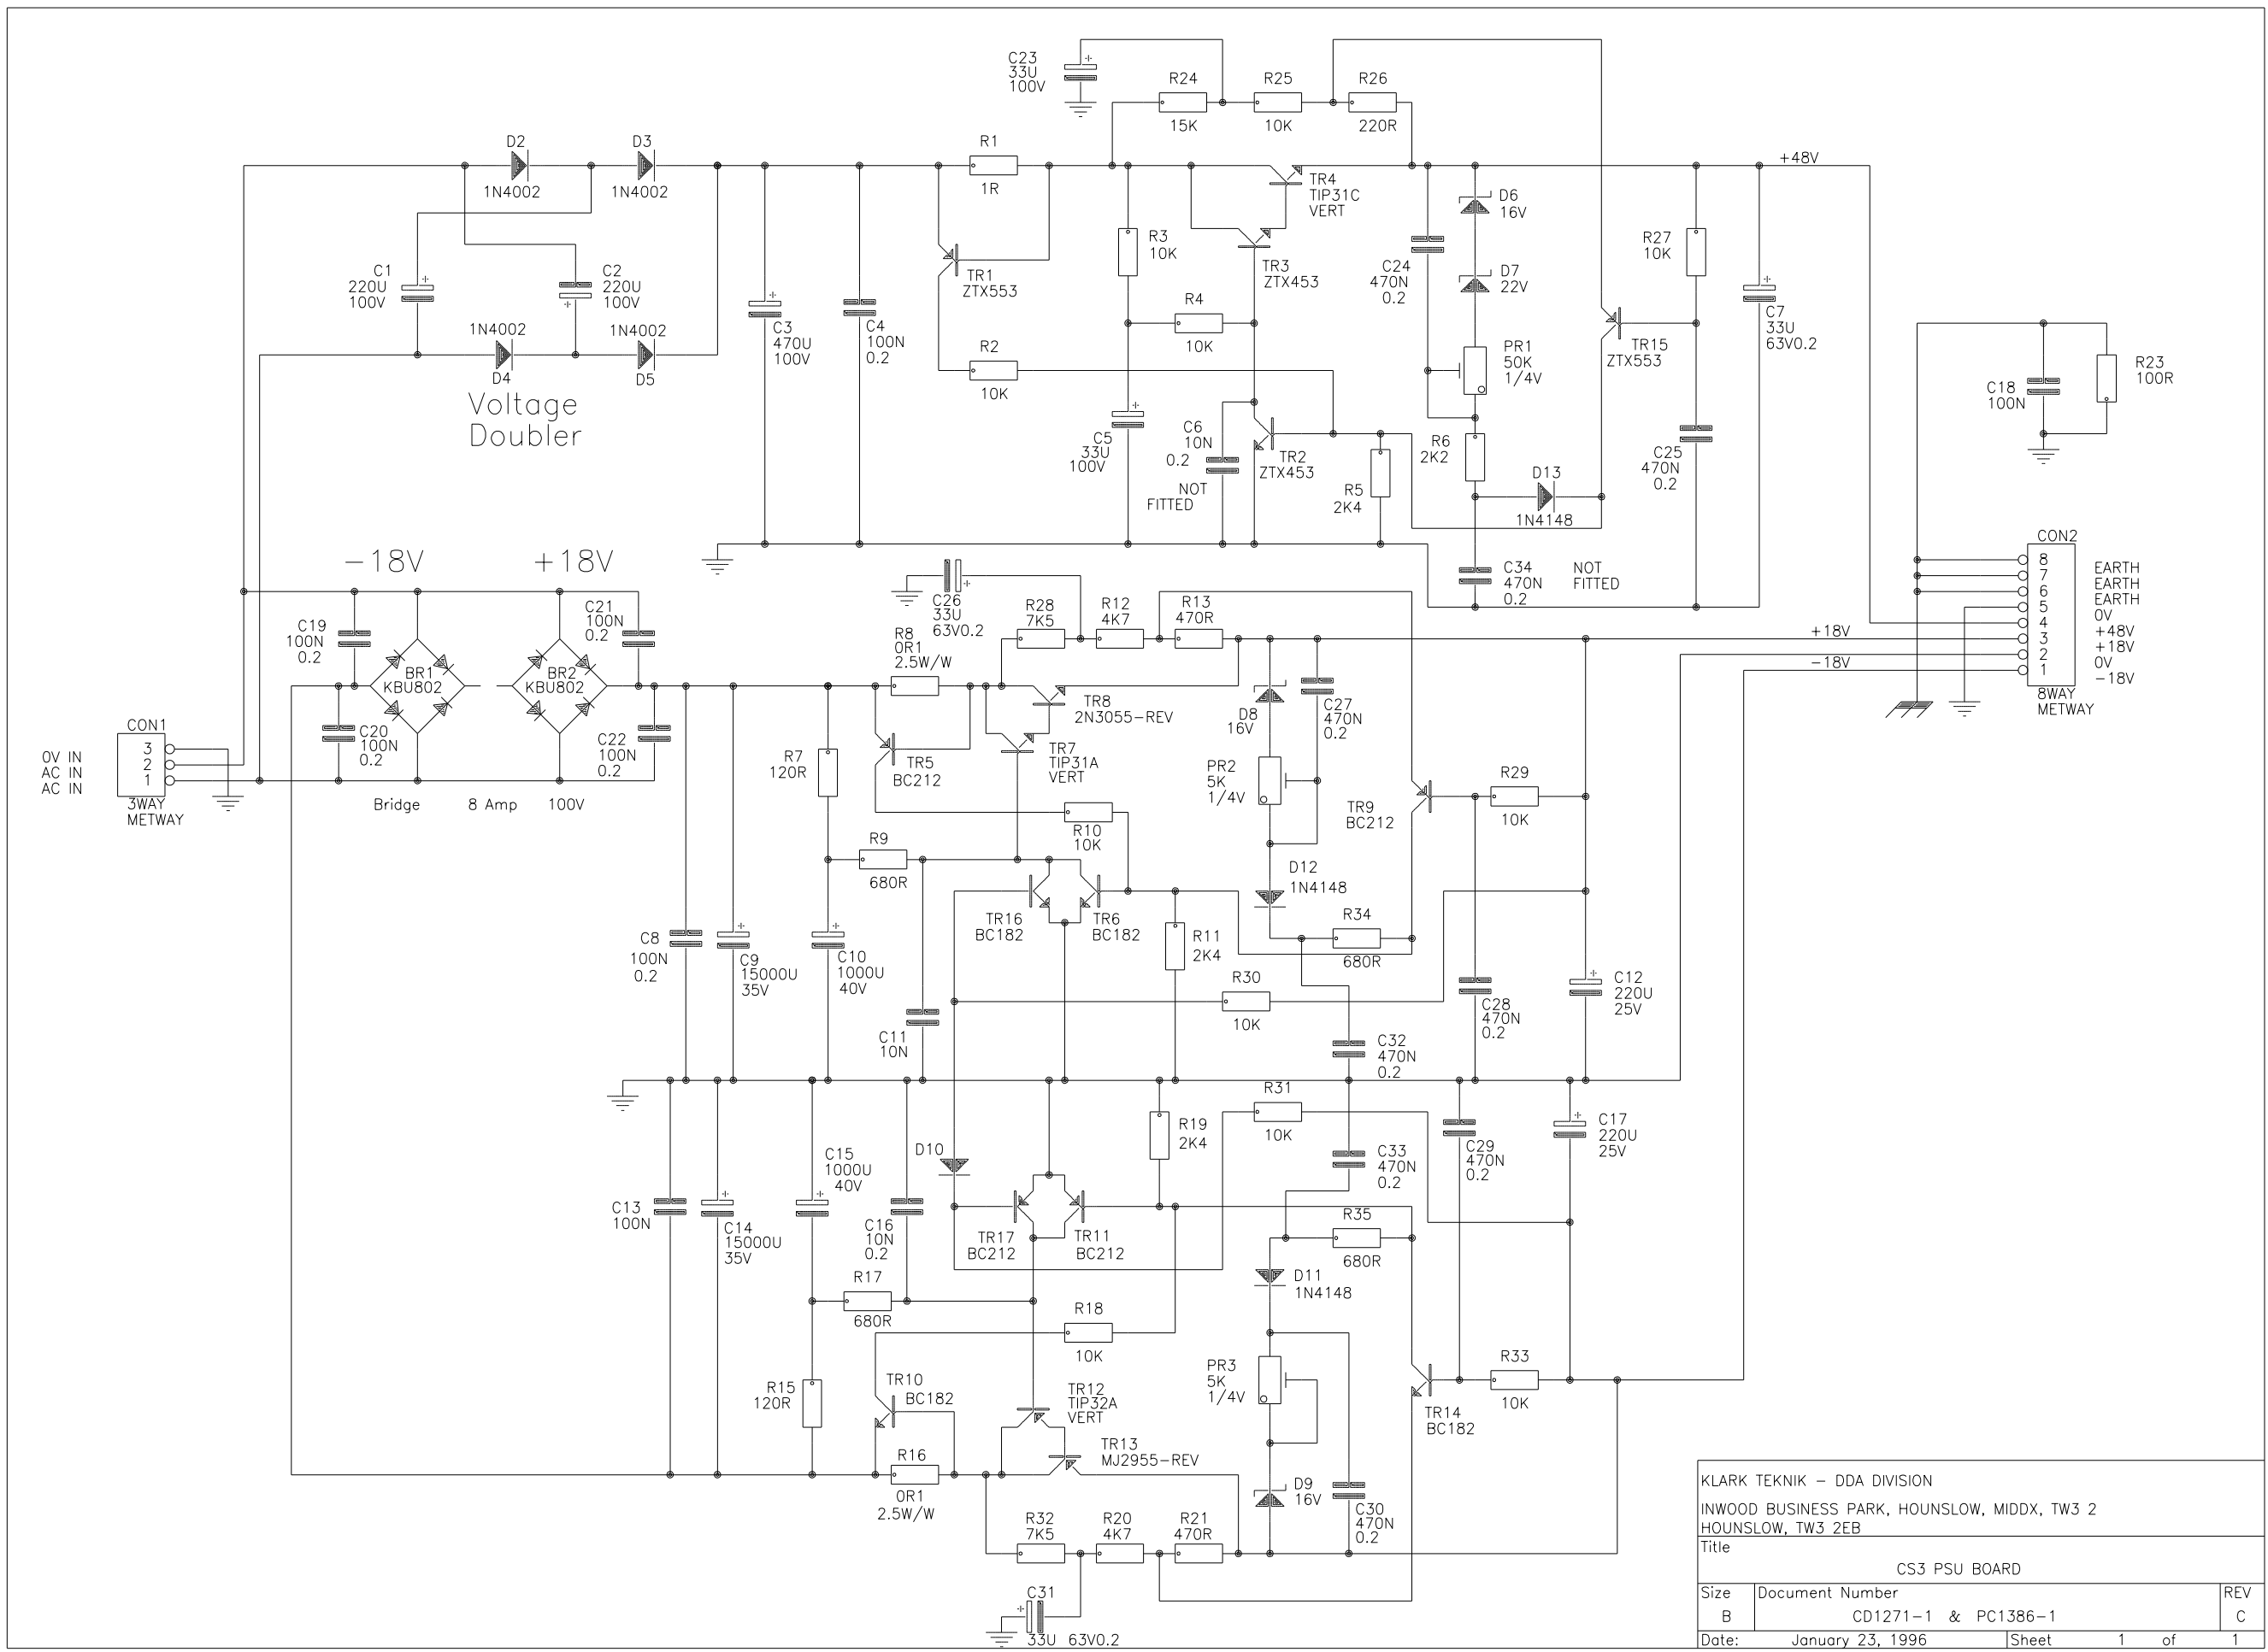 C23
33U
100V
R24
15K
R25
10K
R26
220R
D2
1N4002
D3
1N4002
R1
1R
+48V
TR4
TIP31C
VERT
D6
16V
R3
10K
TR3
ZTX453
C24
470N
0.2
D7
22V
R27
10K
C1
220U
100V
C2
220U
100V
TR1
ZTX553
C3
470U
100V
C4
100N
0.2
R4
10K
C7
33U
63V0.2
1N4002
D4
1N4002
D5
R2
10K
PR1
50K
1/4V
TR15
ZTX553
R23
100R
C18
100N
Voltage
Doubler
C5
33U
100V
C6
10N
0.2
NOT
FITTED
TR2
ZTX453
R5
2K4
R6
2K2
D13
1N4148
C25
470N
0.2
C34
470N
0.2
NOT
FITTED
CON2
8
7
6
5
4
3
2
1
EARTH
EARTH
EARTH
0V
+48V
+18V
0V
-18V
8WAY
METWAY
-18V
+18V
C19
100N
0.2
C21
100N
0.2
BR1
KBU802
BR2
KBU802
C20
100N
0.2
C22
100N
0.2
Bridge 8 Amp 100V
CON1
3
2
1
0V IN
AC IN
AC IN
3WAY
METWAY
C26
33U
63V0.2
R8
0R1
2.5W/W
R28
7K5
R12
4K7
R13
470R
+18V
-18V
TR8
2N3055-REV
D8
16V
C27
470N
0.2
R7
120R
TR5
BC212
TR7
TIP31A
VERT
PR2
5K
1/4V
TR9
BC212
R29
10K
R10
10K
R9
680R
D12
1N4148
TR16
BC182
TR6
BC182
R11
2K4
R34
680R
C8
100N
0.2
C9
15000U
35V
C10
1000U
40V
R30
10K
C28
470N
0.2
C12
220U
25V
C11
10N
C32
470N
0.2
R31
10K
R19
2K4
C33
470N
0.2
C29
470N
0.2
C17
220U
25V
D10
C15
1000U
40V
C13
100N
C14
15000U
35V
C16
10N
0.2
TR17
BC212
TR11
BC212
R35
680R
D11
1N4148
R17
680R
R18
10K
R15
120R
TR10
BC182
TR12
TIP32A
VERT
PR3
5K
1/4V
R33
10K
TR14
BC182
R16
0R1
2.5W/W
TR13
MJ2955-REV
D9
16V
C30
470N
0.2
R32
7K5
R20
4K7
R21
470R
C31
33U 63V0.2
KLARK TEKNIK - DDA DIVISION
INWOOD BUSINESS PARK, HOUNSLOW, MIDDX, TW3 2
HOUNSLOW, TW3 2EB
Title
CS3 PSU BOARD
Size Document Number REV
B CD1271-1 & PC1386-1 C
Date: January 23, 1996 Sheet 1 of 1